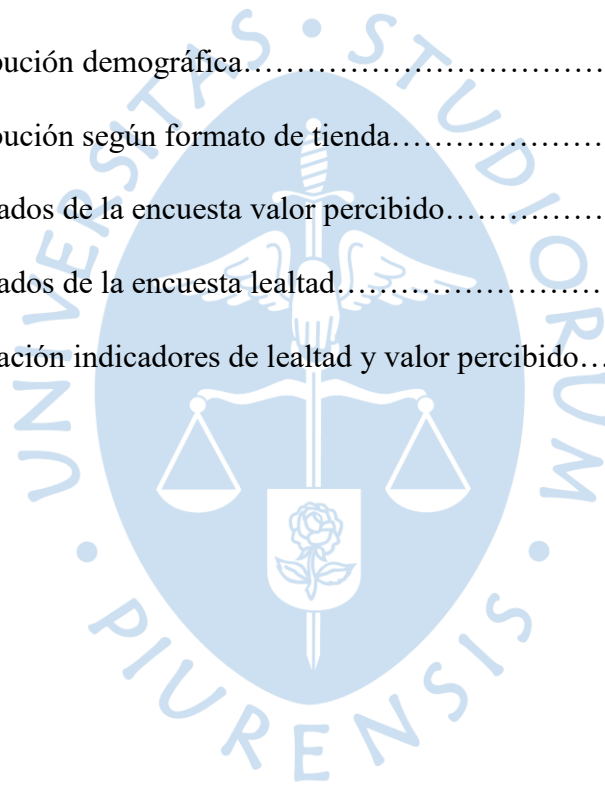 bución demográfica……………………………
bución según formato de tienda…………………
ados de la encuesta valor percibido……………
ados de la encuesta lealtad………………………
ación indicadores de lealtad y valor percibido…
UNIVERSITAS • STUDIORUM • PIURENSIS •